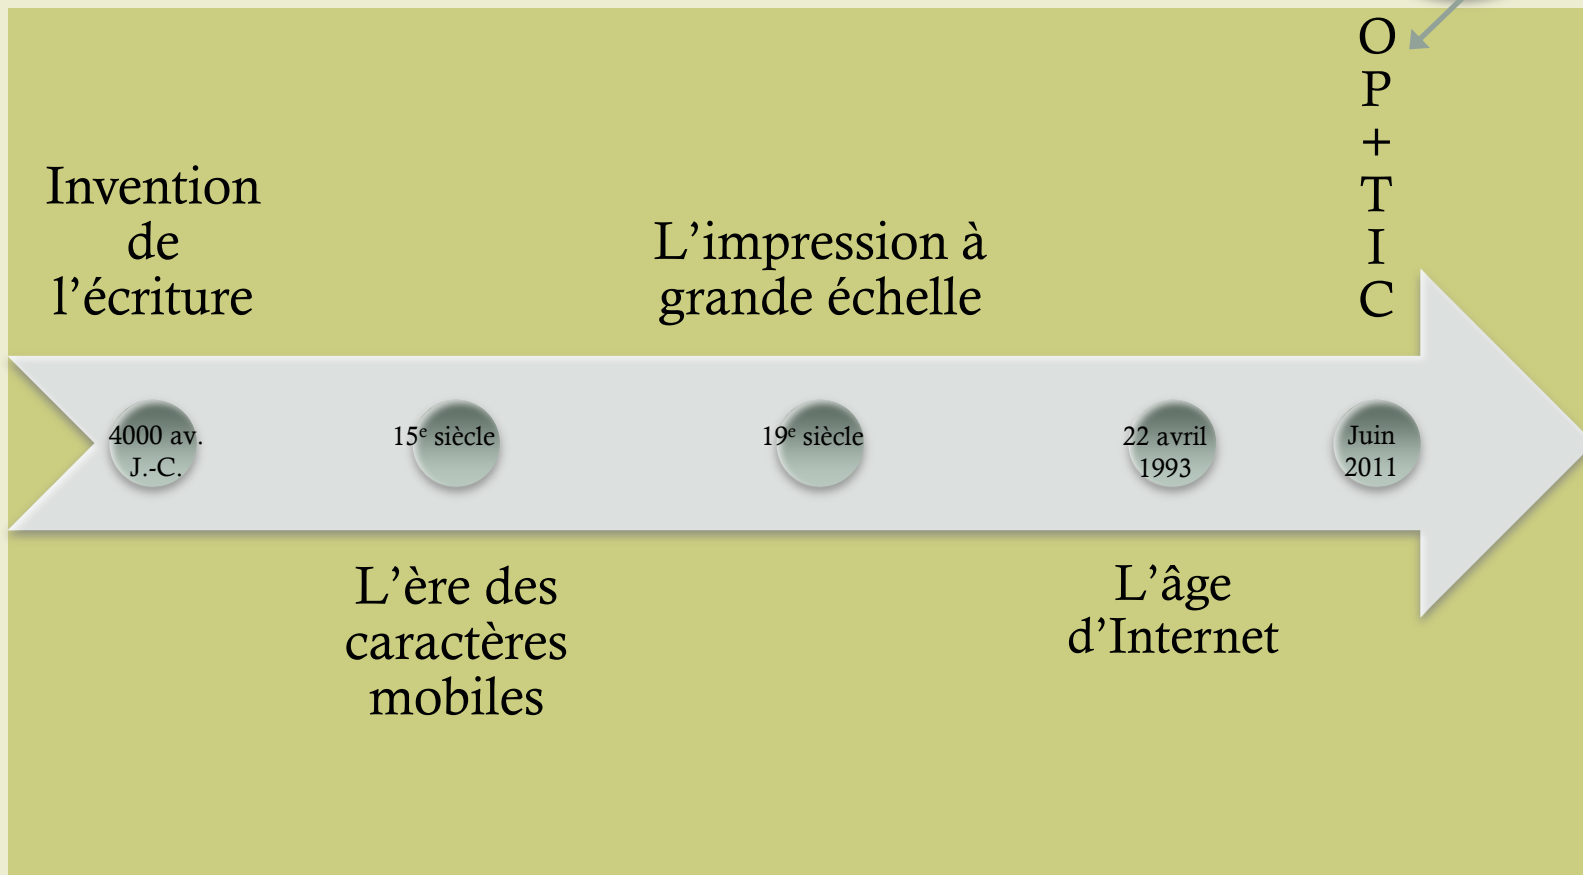 O
P
+
T
I
C
Invention
de
l’écriture
L’impression à
grande échelle
4000 av.
J.-C.
15e siècle
19e siècle
22 avril
1993
Juin
2011
L’ère des
caractères
mobiles
L’âge
d’Internet